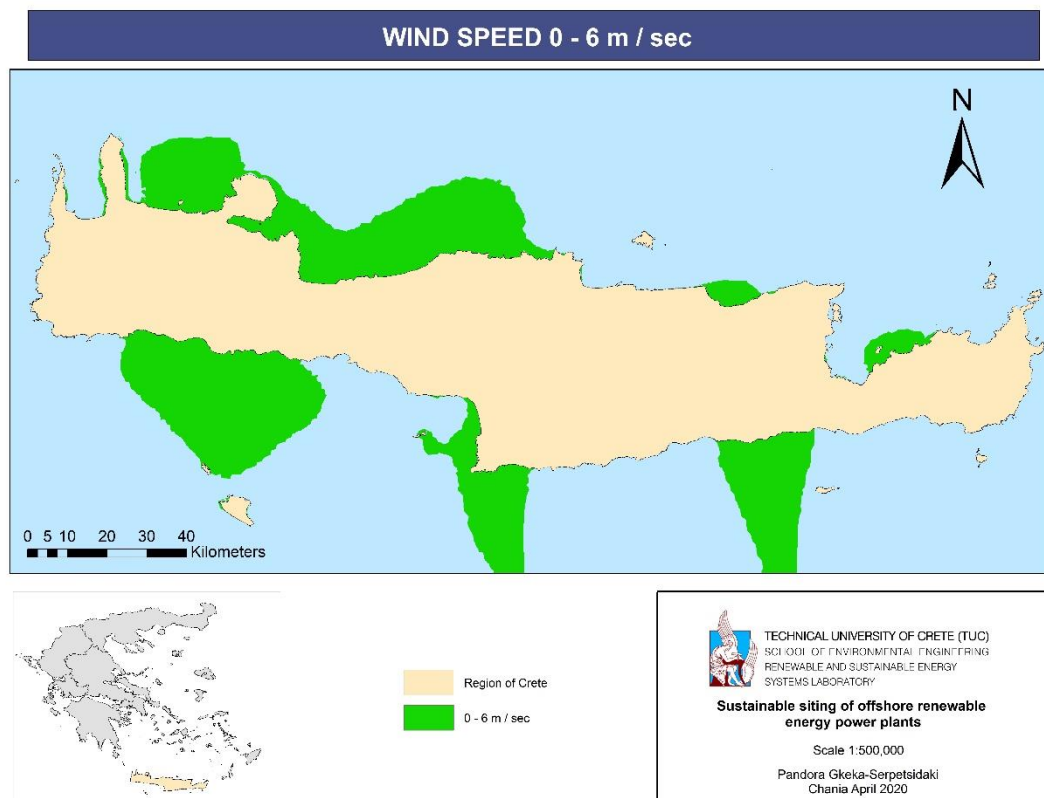 WIND SPEED 0 - 6 m / sec
N
0 5 10 20 30 40
Kilometers
Region of Crete
0 - 6 m / sec
TECHNICAL UNIVERSITY OF CRETE (TUC)
SCHOOL OF ENVIRONMENTAL ENGINEERING
RENEWABLE AND SUSTAINABLE ENERGY
SYSTEMS LABORATORY
Sustainable siting of offshore renewable
energy power plants
Scale 1:500,000
Pandora Gkeka-Serpetsidaki
Chania April 2020